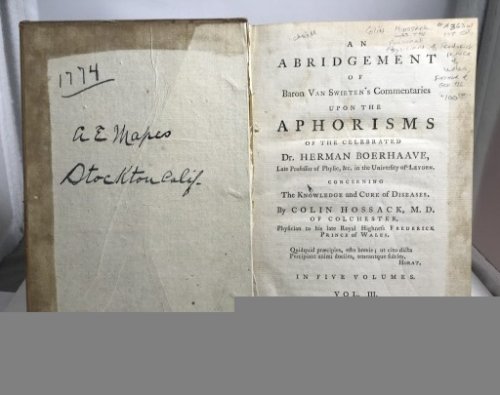 1774
A E Mapes
Stockton Calif.
AN
ABRIDGEMENT
OF
Baron VAN SWIETEN's Commentaries
UPON THE
APHORISMS
OF THE CELEBRATED
Dr. HERMAN BOERHAAVE,
Late Professor of Physic, &c. in the University of LEYDEN.
CONCERNING
The KNOWLEDGE and CURE of DISEASES.
By COLIN HOSSACK, M.D.
OF COLCHESTER,
Physician to his late Royal Highness FREDERICK
PRINCE of WALES.
Quidquid præcipies, esto brevis; ut cito dicta
Percipiant animi dociles, teneantque fideles.
HORAT.
IN FIVE VOLUMES.
VOL. III.